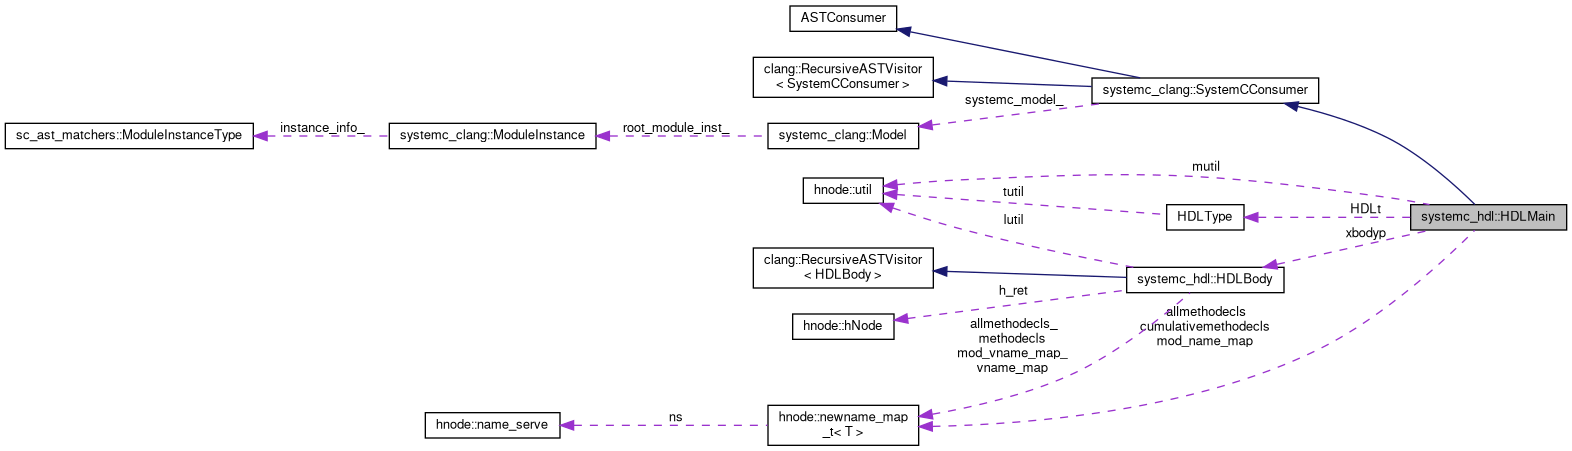 ASTConsumer
clang::RecursiveASTVisitor
< SystemCConsumer >
systemc_clang::SystemCConsumer
systemc_model_
sc_ast_matchers::ModuleInstanceType
instance_info_
systemc_clang::ModuleInstance
root_module_inst_
systemc_clang::Model
mutil
hnode::util
tutil
lutil
HDLType
HDLt
systemc_hdl::HDLMain
xbodyp
clang::RecursiveASTVisitor
< HDLBody >
systemc_hdl::HDLBody
h_ret
hnode::hNode
allmethodecls_
methodecls
mod_vname_map_
vname_map
allmethodecls
cumulativemethodecls
mod_name_map
hnode::name_serve
ns
hnode::newname_map
_t< T >